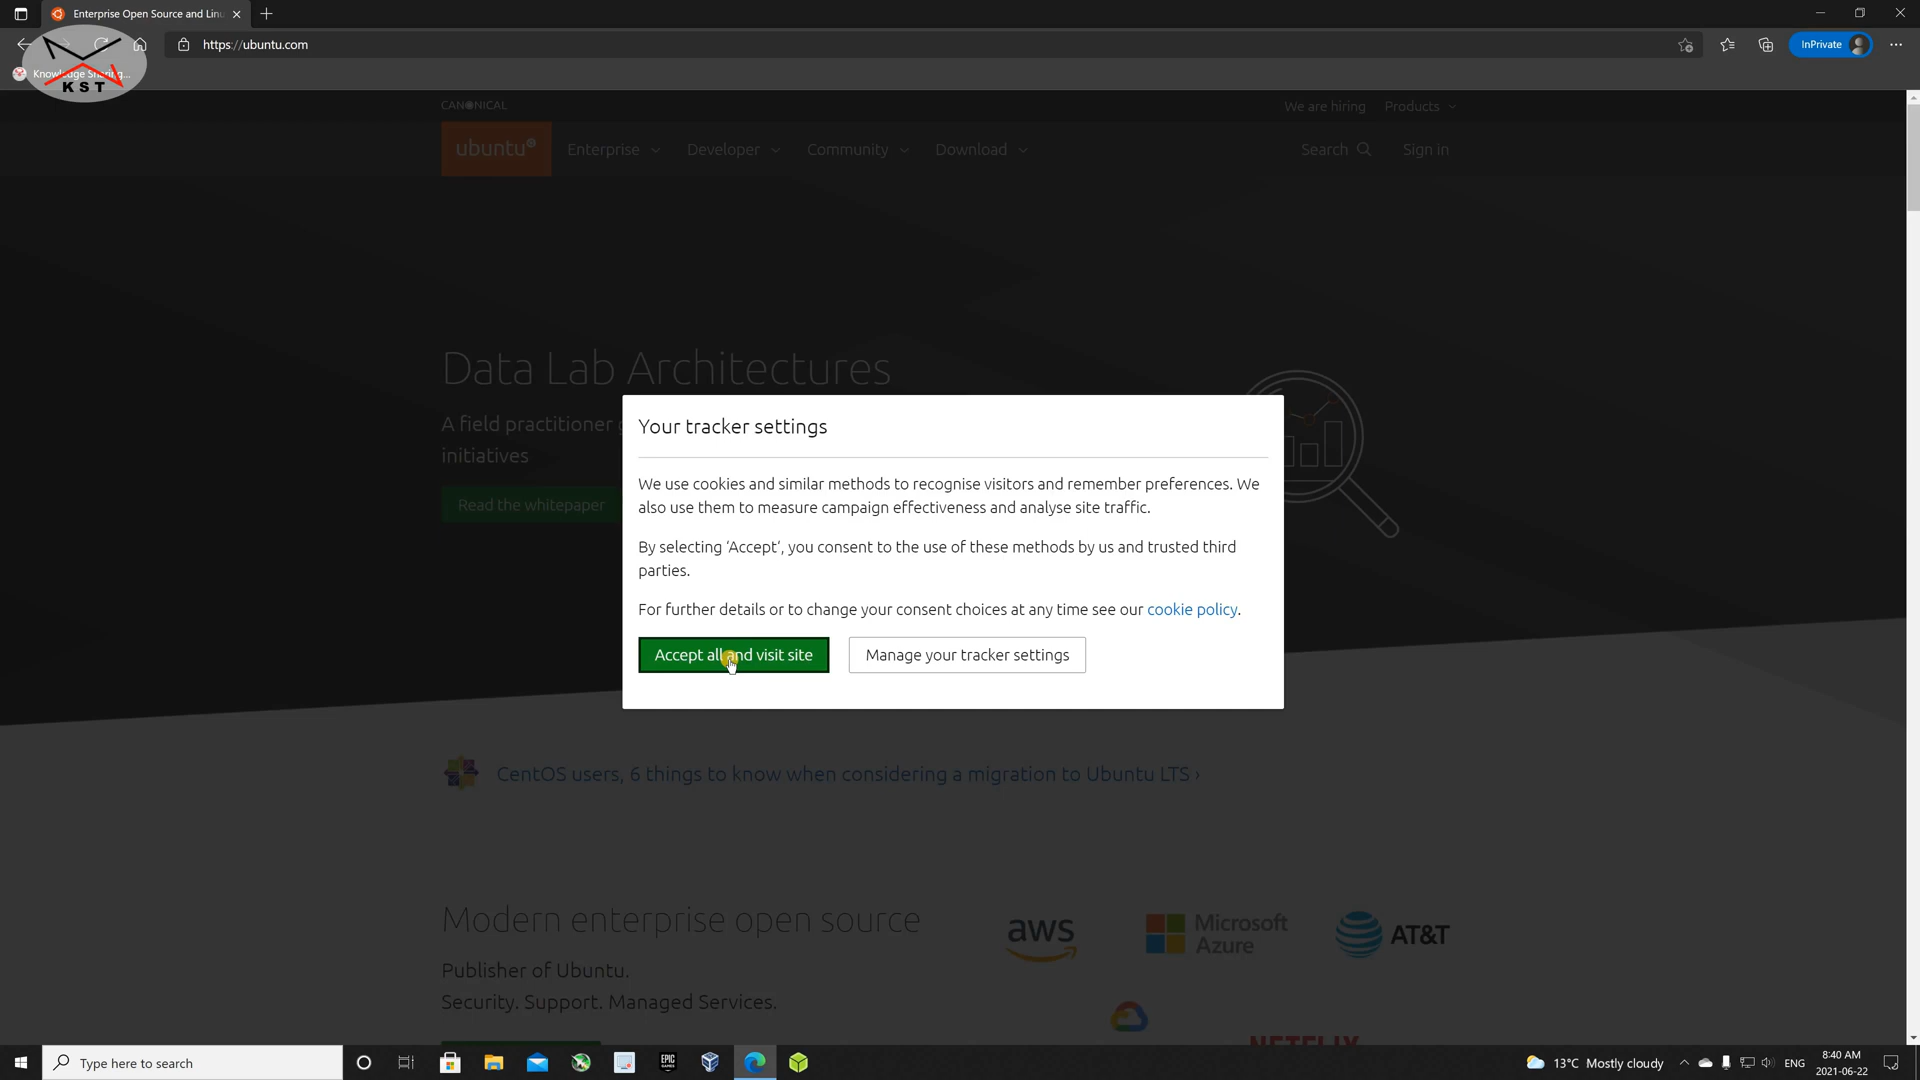 Enterprise Open Source and Linu
https://ubuntu.com
InPrivate
Knowledge Sharing...
KST
CANONICAL
We are hiring
Products
ubuntu
Enterprise
Developer
Community
Download
Search
Sign in
Data Lab Architectures
A field practitioner
initiatives
Read the whitepaper
Your tracker settings
We use cookies and similar methods to recognise visitors and remember preferences. We
also use them to measure campaign effectiveness and analyse site traffic.
By selecting ‘Accept‘, you consent to the use of these methods by us and trusted third
parties.
For further details or to change your consent choices at any time see our cookie policy.
Accept all and visit site
Manage your tracker settings
CentOS users, 6 things to know when considering a migration to Ubuntu LTS ›
Modern enterprise open source
Publisher of Ubuntu.
Security. Support. Managed Services.
aws
Microsoft
Azure
AT&T
NETFLIX
Type here to search
EPIC
GAMES
13°C Mostly cloudy
ENG
8:40 AM
2021-06-22